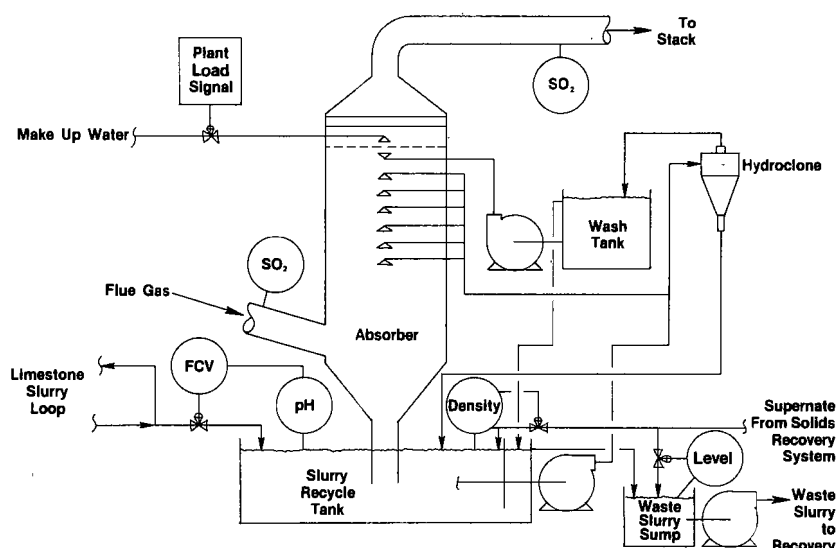 To
Stack
Plant
Load
Signal
SO₂
Make Up Water
Hydroclone
Wash
Tank
SO₂
Flue Gas
Absorber
Limestone
Slurry
Loop
FCV
pH
Density
Supernate
From Solids
Recovery
System
Level
Slurry
Recycle
Tank
Waste
Slurry
Sump
Waste
Slurry
to
Recovery